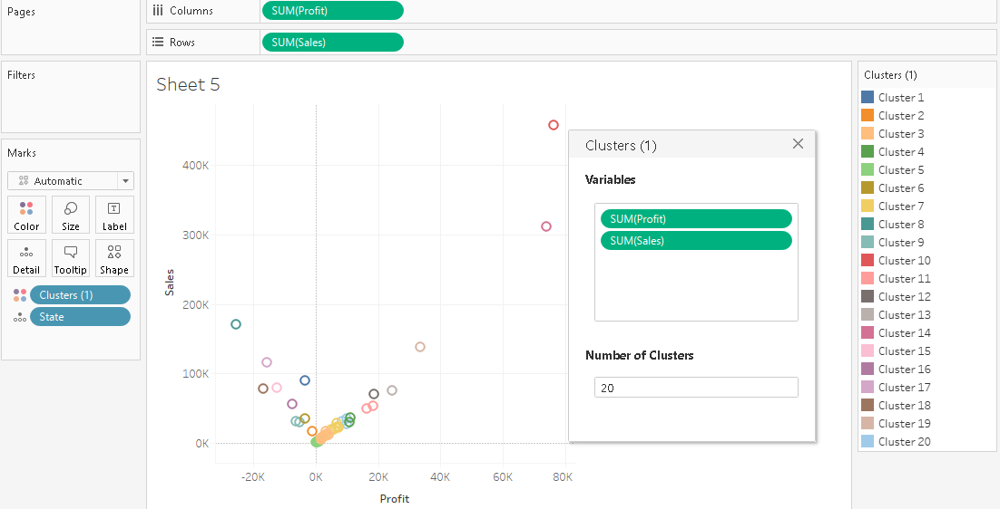 Pages
Columns SUM(Profit)
Rows SUM(Sales)
Filters
Marks
Automatic
Color Size Label
Detail Tooltip Shape
Clusters (1)
State
Sheet 5
400K
300K
200K
100K
0K
Sales
-20K 0K 20K 40K 60K 80K
Profit
Clusters (1)
Variables
SUM(Profit)
SUM(Sales)
Number of Clusters
20
Clusters (1)
Cluster 1
Cluster 2
Cluster 3
Cluster 4
Cluster 5
Cluster 6
Cluster 7
Cluster 8
Cluster 9
Cluster 10
Cluster 11
Cluster 12
Cluster 13
Cluster 14
Cluster 15
Cluster 16
Cluster 17
Cluster 18
Cluster 19
Cluster 20